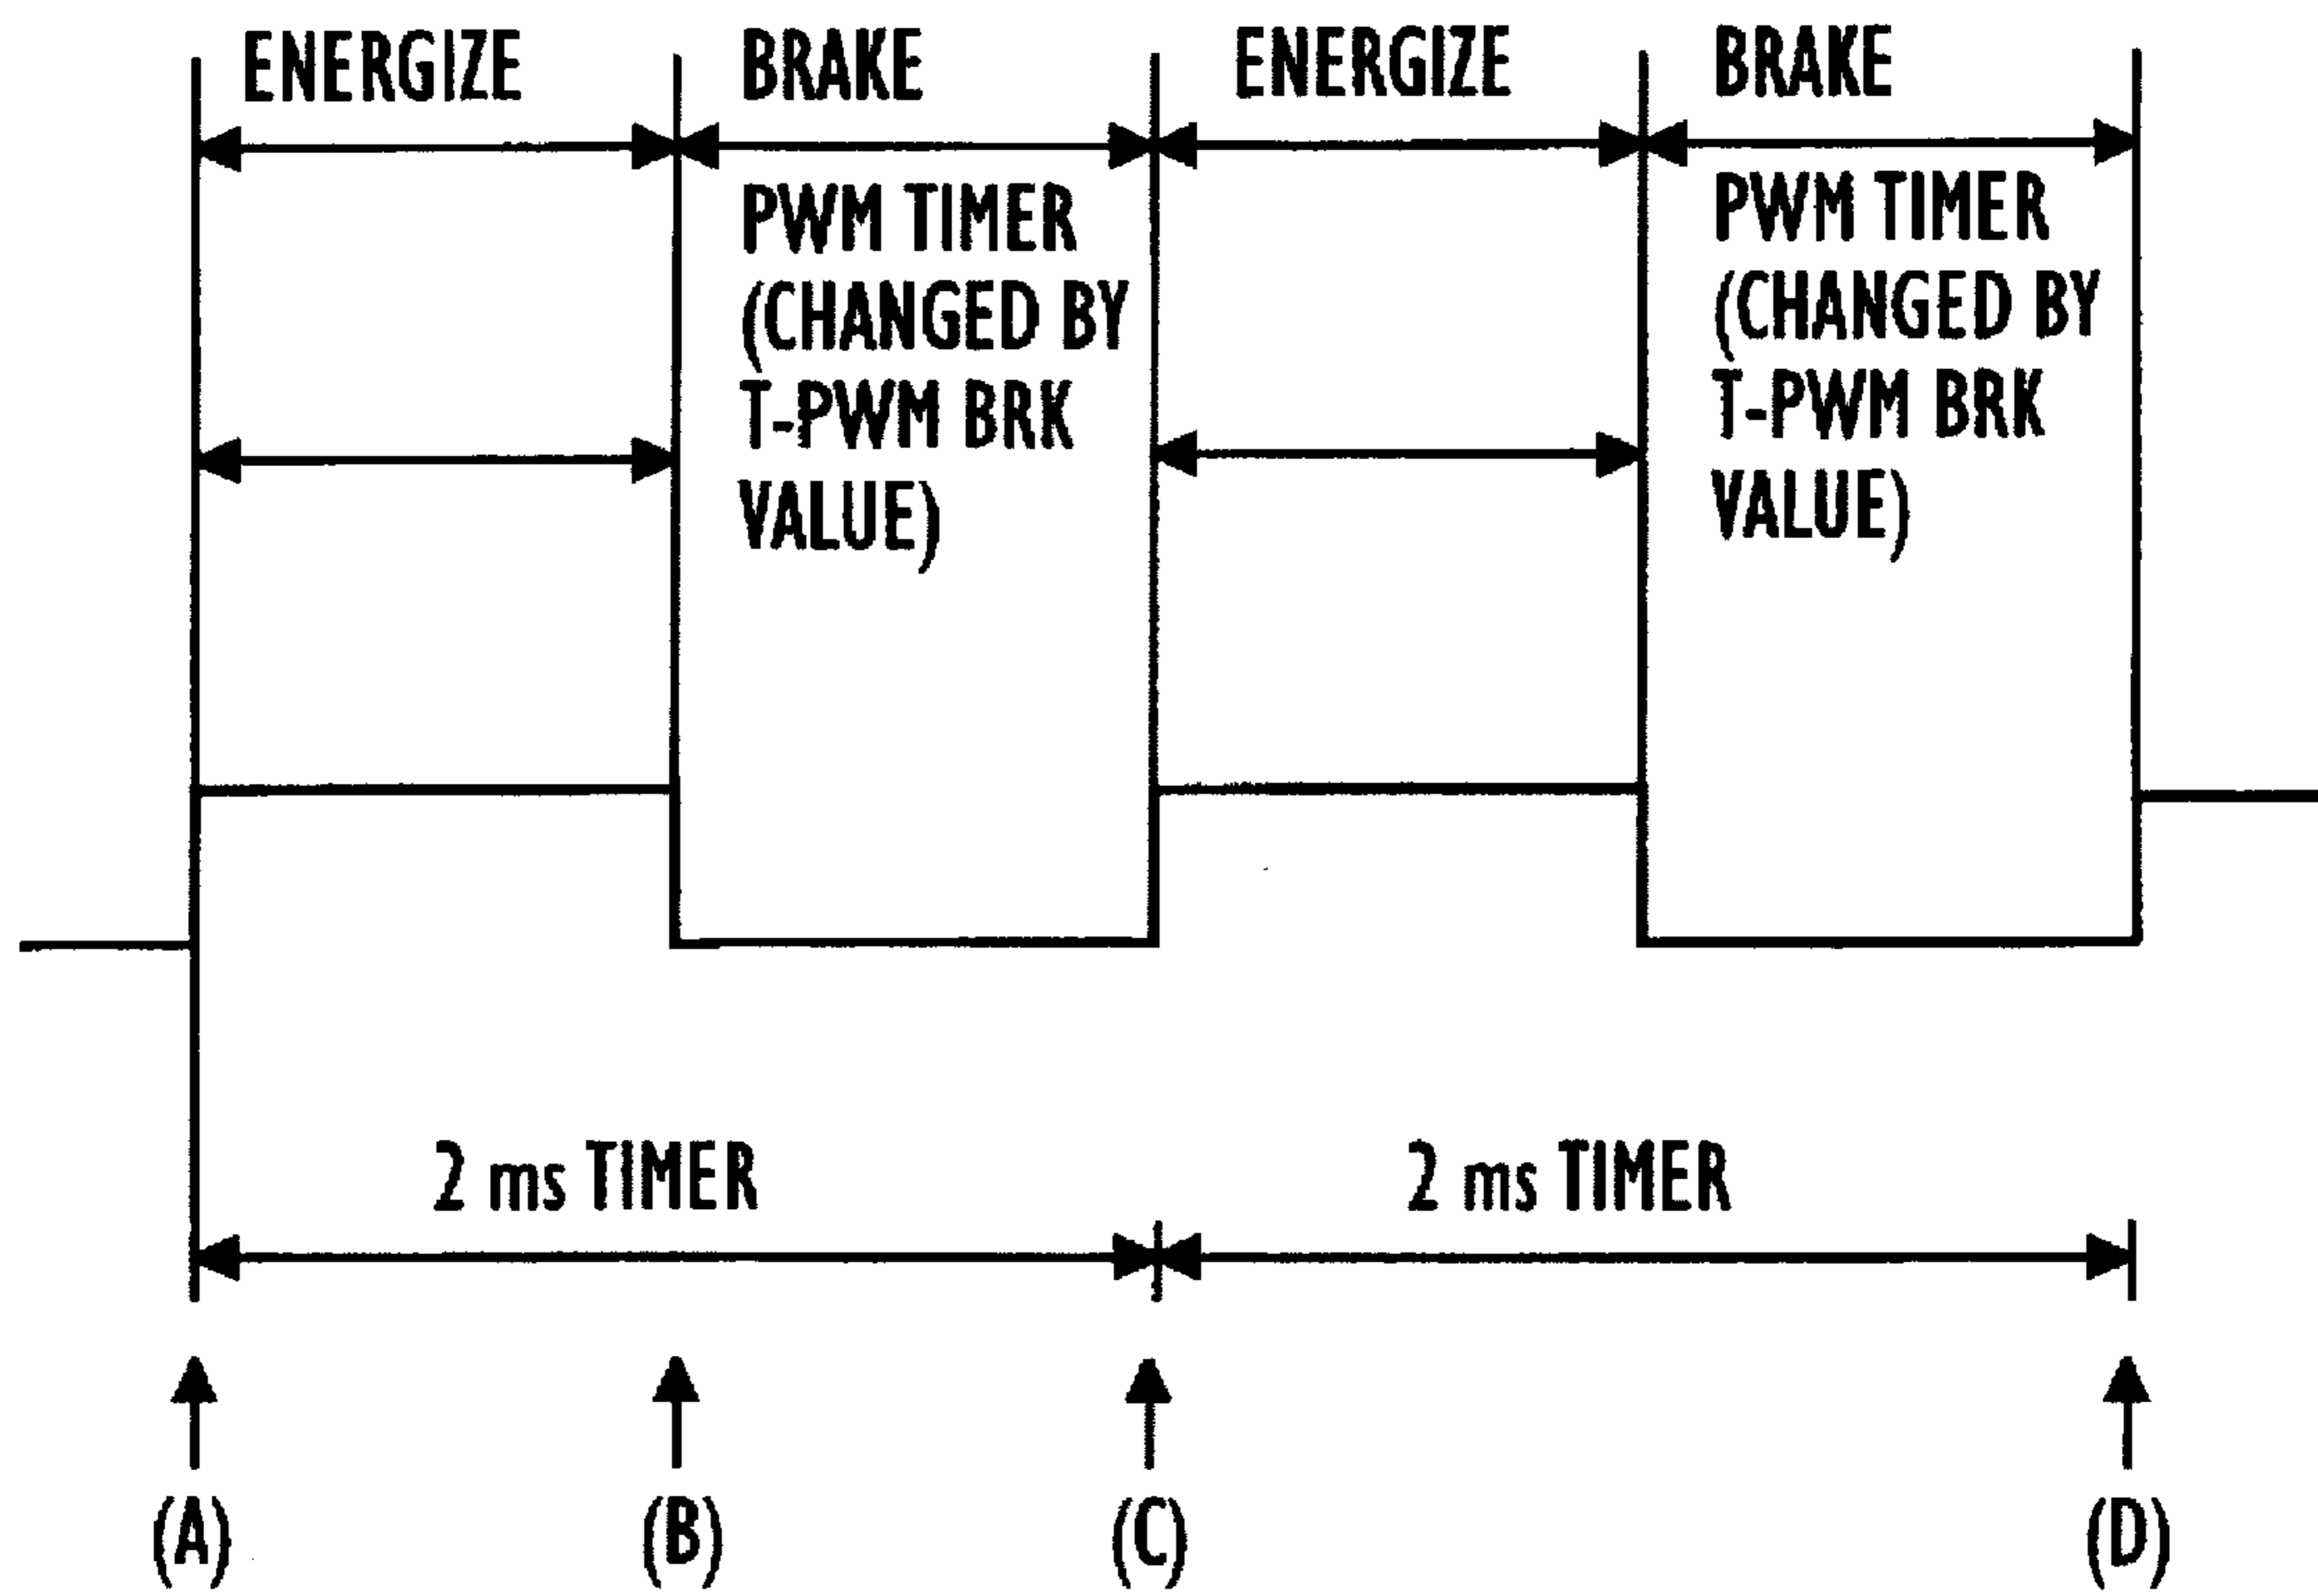 ENERGIZE
BRAKE
ENERGIZE
BRAKE
PWM TIMER
(CHANGED BY
T-PWM BRK
VALUE)
PWM TIMER
(CHANGED BY
T-PWM BRK
VALUE)
2 ms TIMER
2 ms TIMER
(A)
(B)
(C)
(D)